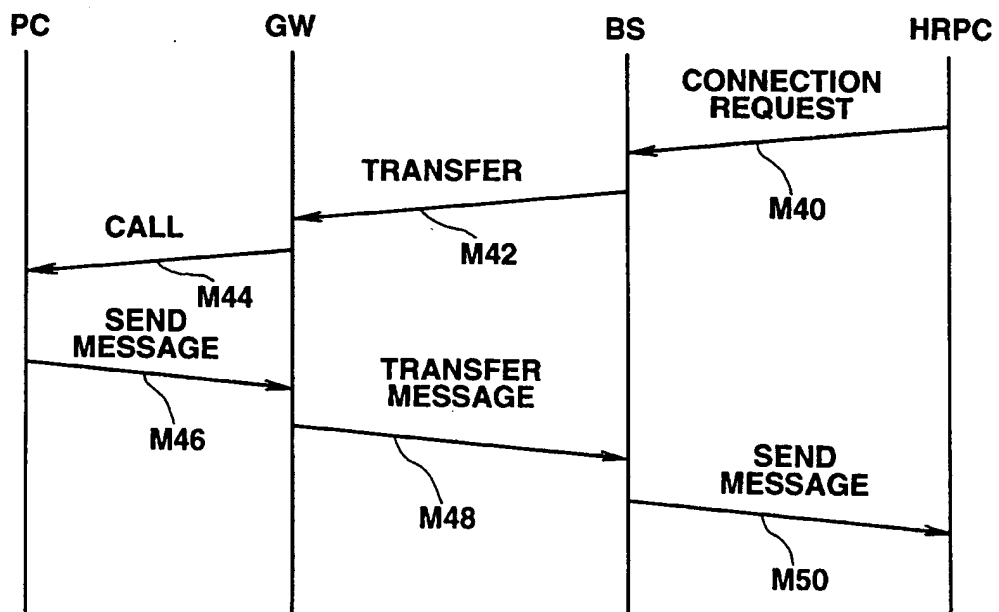 PC
GW
BS
HRPC
CONNECTION
REQUEST
M40
TRANSFER
M42
CALL
M44
SEND
MESSAGE
M46
TRANSFER
MESSAGE
M48
SEND
MESSAGE
M50